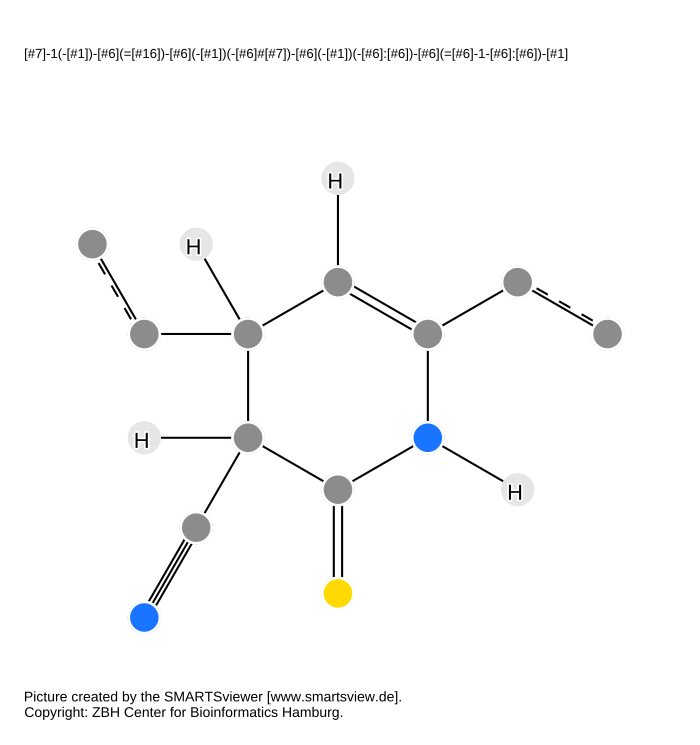 [#7]-1(-[#1])-[#6](=[#16])-[#6](-[#1])(-[#6]#[#7])-[#6](-[#1])(-[#6]:[#6])-[#6](=[#6]-1-[#6]:[#6])-[#1]
H
H
H
H
Picture created by the SMARTSviewer [www.smartsview.de].
Copyright: ZBH Center for Bioinformatics Hamburg.